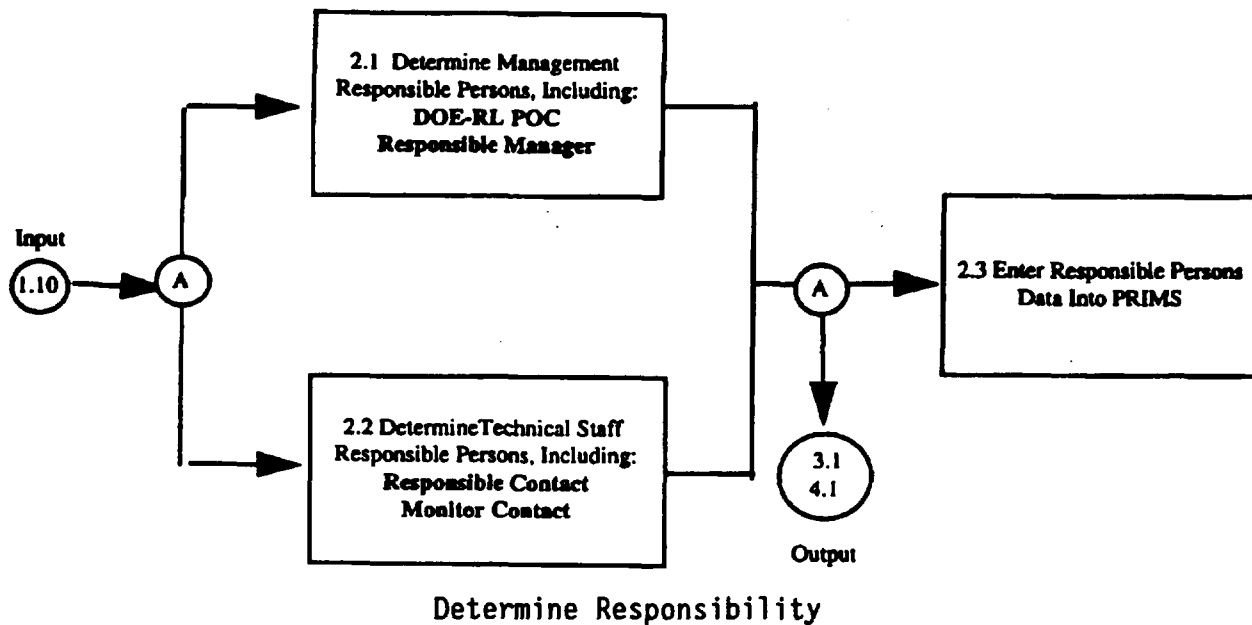 2.1 Determine Management
Responsible Persons, Including:
DOE-RL POC
Responsible Manager
Input
1.10
A
2.2 DetermineTechnical Staff
Responsible Persons, Including:
Responsible Contact
Monitor Contact
A
2.3 Enter Responsible Persons
Data Into PRIMS
3.1
4.1
Output
Determine Responsibility